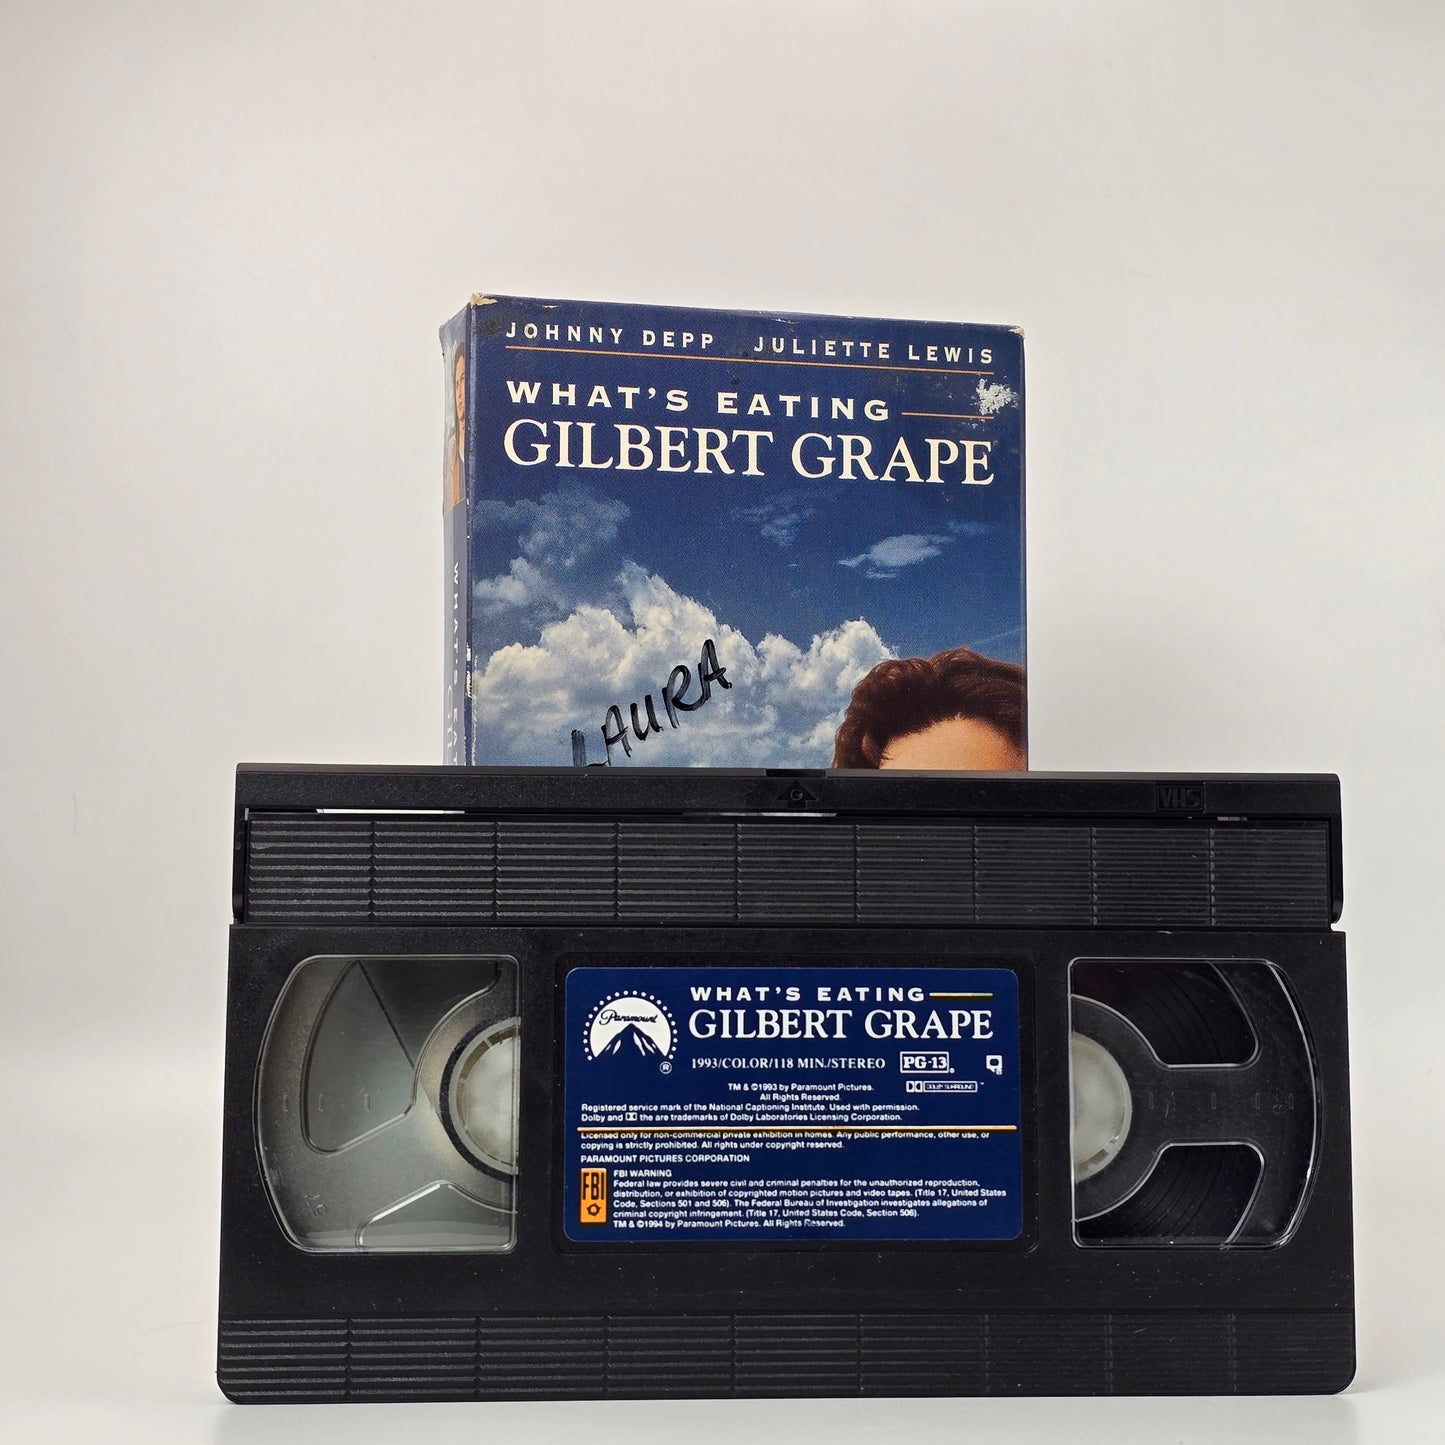 JOHNNY DEPP JULIETTE LEWIS
WHAT'S EATING
GILBERT GRAPE
LAURA
WHAT'S EAT
VHS
Paramount
®
WHAT'S EATING
GILBERT GRAPE
1993/COLOR/118 MIN./STEREO PG-13 ®
TM & ©1993 by Paramount Pictures. DOLBY SURROUND ™
All Rights Reserved.
Registered service mark of the National Captioning Institute. Used with permission.
Dolby and the are trademarks of Dolby Laboratories Licensing Corporation.
Licensed only for non-commercial private exhibition in homes. Any public performance, other use, or
copying is strictly prohibited. All rights under copyright reserved.
PARAMOUNT PICTURES CORPORATION
FBI
FBI WARNING
Federal law provides severe civil and criminal penalties for the unauthorized reproduction,
distribution, or exhibition of copyrighted motion pictures and video tapes. (Title 17, United States
Code, Sections 501 and 506). The Federal Bureau of Investigation investigates allegations of
criminal copyright infringement. (Title 17, United States Code, Section 506).
TM & ©1994 by Paramount Pictures. All Rights Reserved.